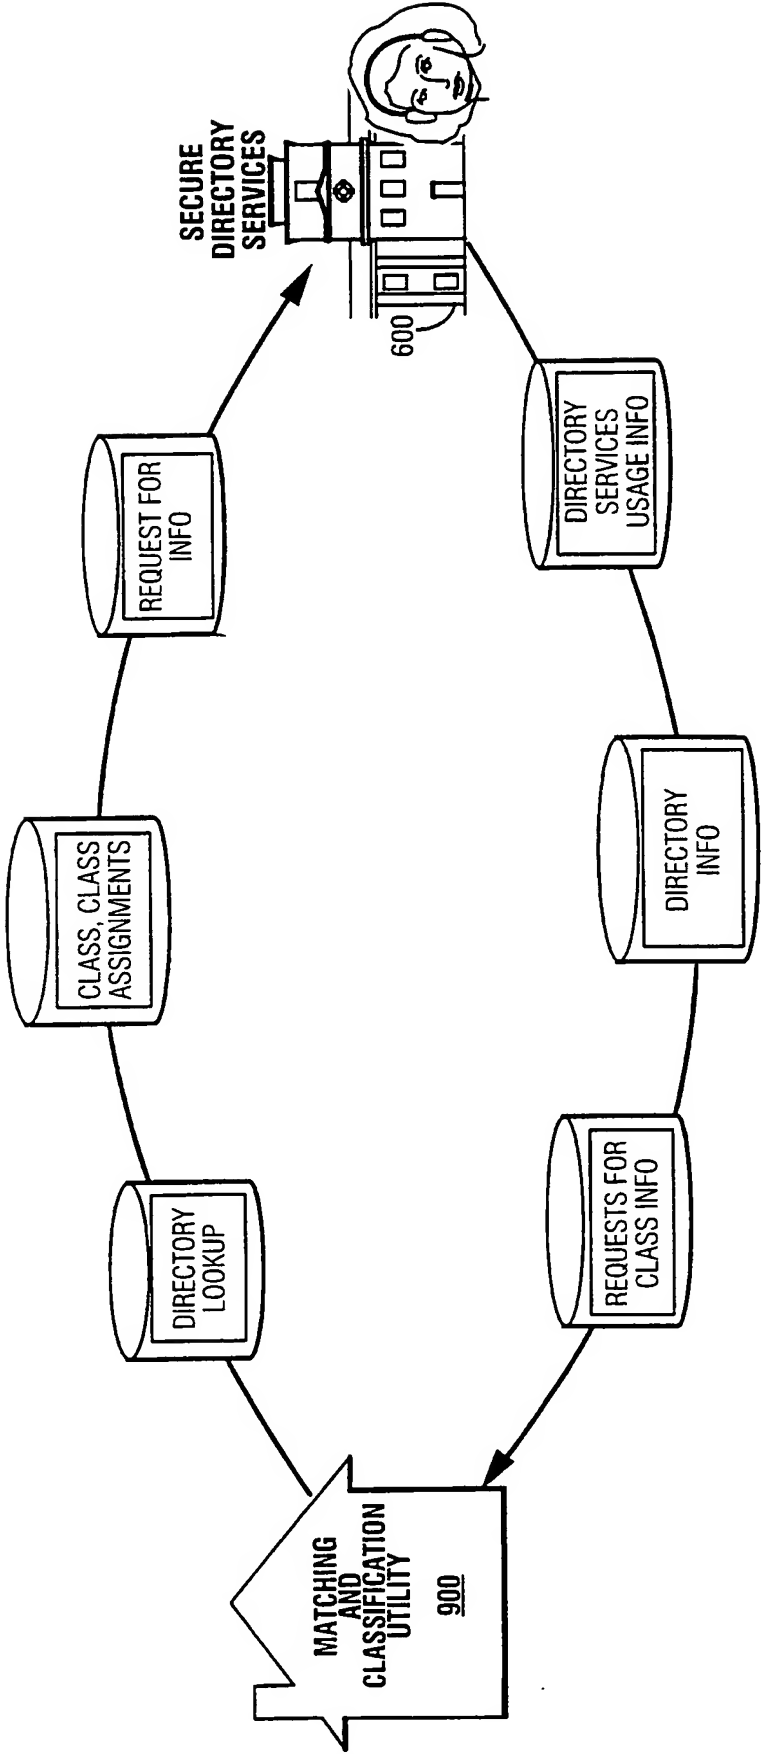 SECURE
DIRECTORY
SERVICES
600
REQUEST FOR
INFO
CLASS, CLASS
ASSIGNMENTS
DIRECTORY
LOOKUP
MATCHING
AND
CLASSIFICATION
UTILITY
900
REQUESTS FOR
CLASS INFO
DIRECTORY
INFO
DIRECTORY
SERVICES
USAGE INFO